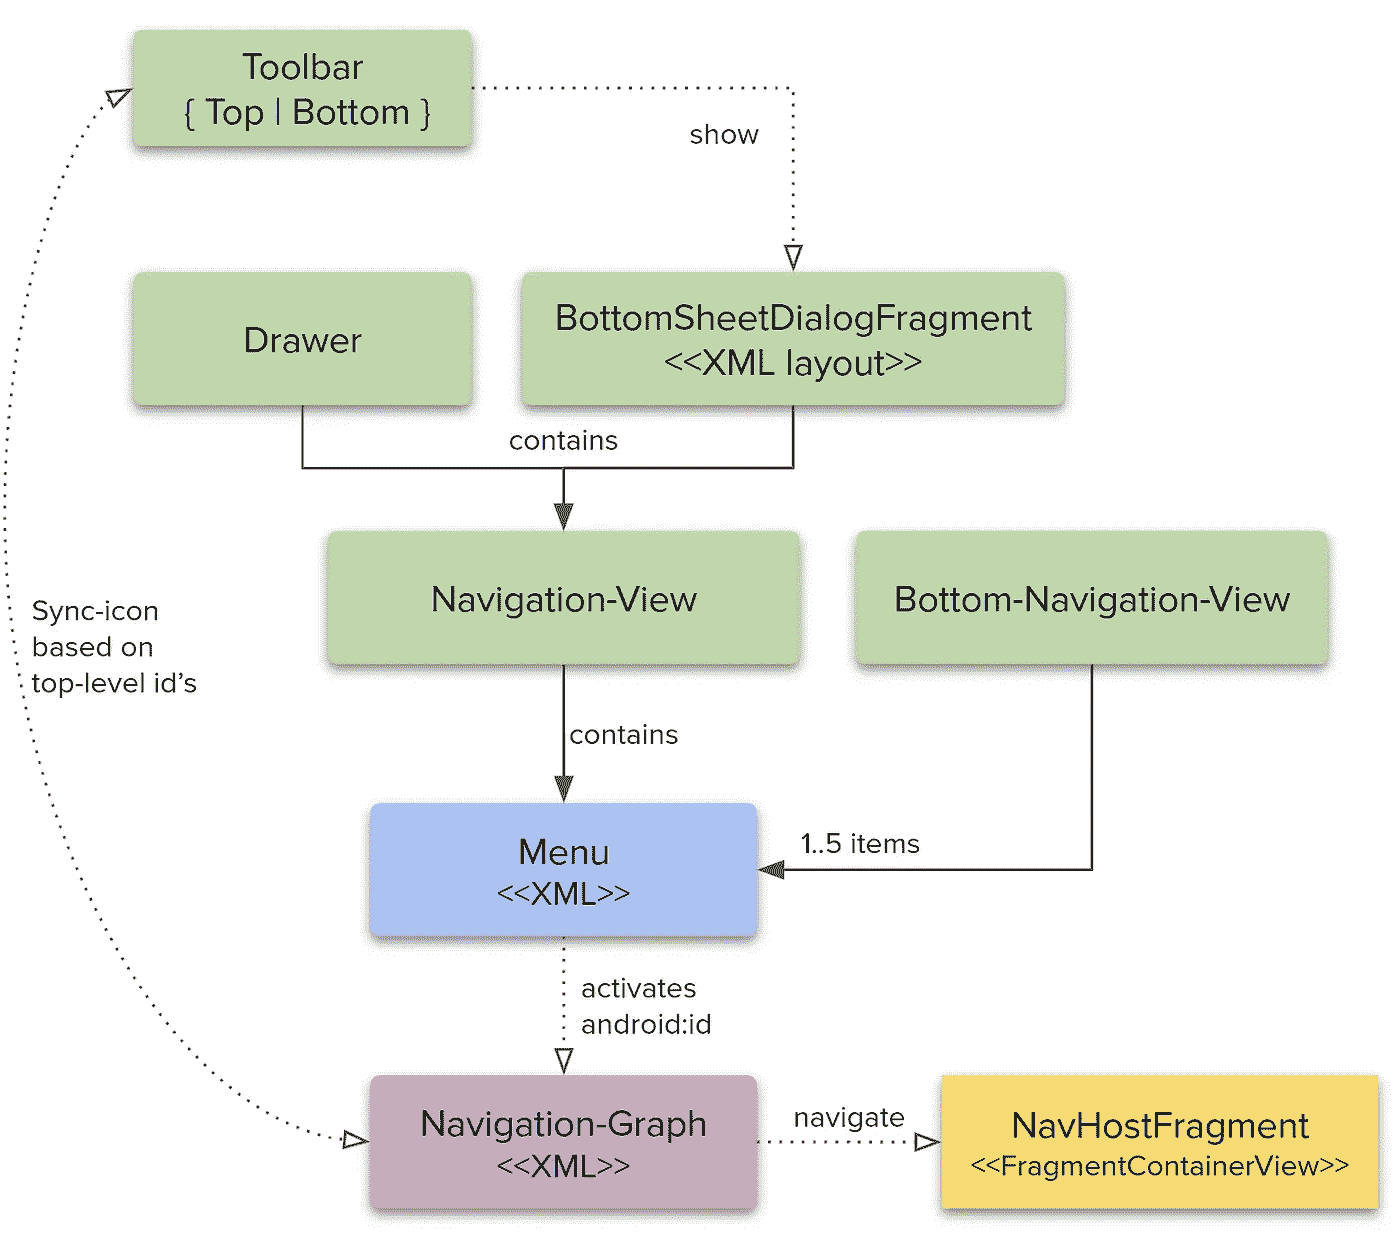 Toolbar
{ Top | Bottom }
show
Drawer
BottomSheetDialogFragment
<<XML layout>>
contains
Navigation-View
Bottom-Navigation-View
Sync-icon
based on
top-level id’s
contains
1..5 items
Menu
<<XML>>
activates
android:id
Navigation-Graph
<<XML>>
navigate
NavHostFragment
<<FragmentContainerView>>